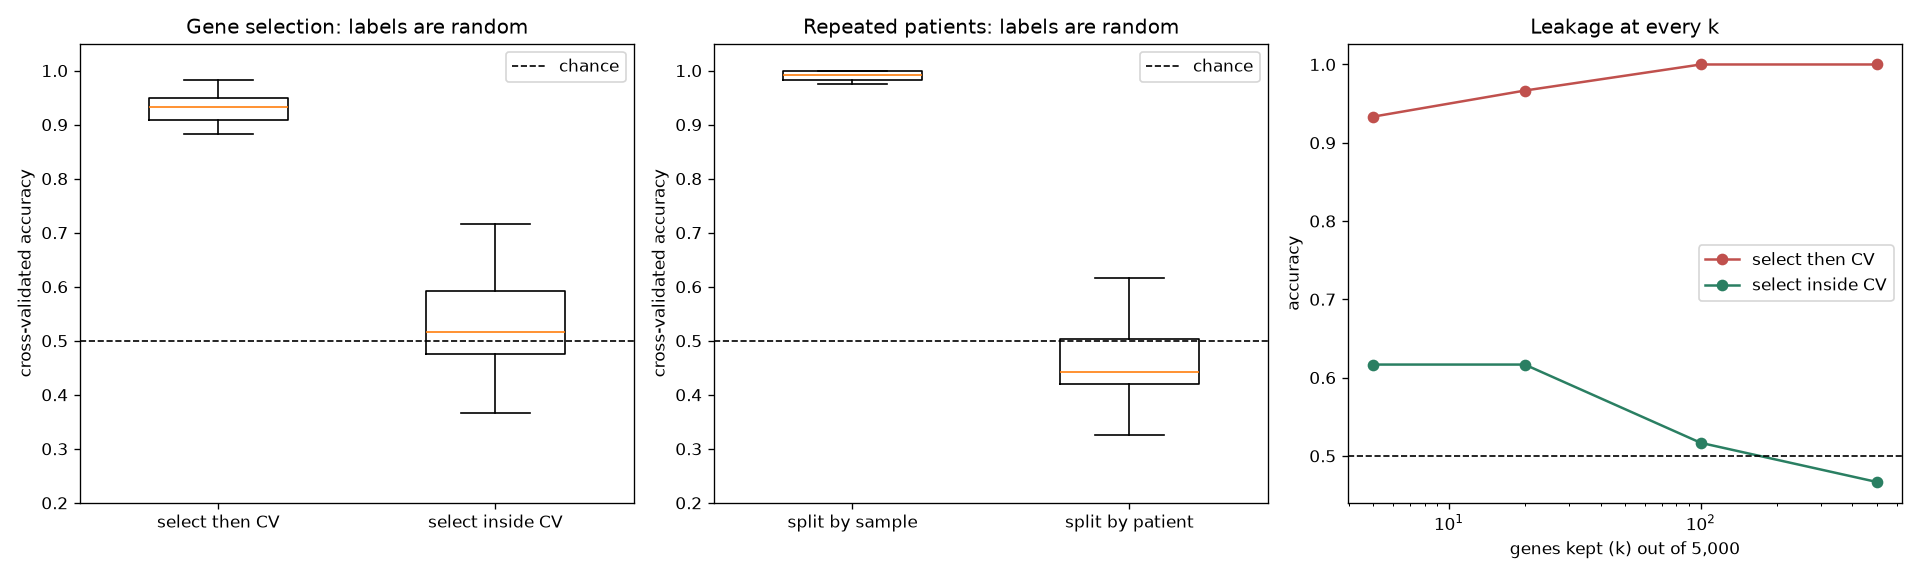 Gene selection: labels are random
cross-validated accuracy
1.0
0.9
0.8
0.7
0.6
0.5
0.4
0.3
0.2
chance
select then CV
select inside CV
Repeated patients: labels are random
cross-validated accuracy
1.0
0.9
0.8
0.7
0.6
0.5
0.4
0.3
0.2
chance
split by sample
split by patient
Leakage at every k
accuracy
1.0
0.9
0.8
0.7
0.6
0.5
select then CV
select inside CV
10¹
10²
genes kept (k) out of 5,000